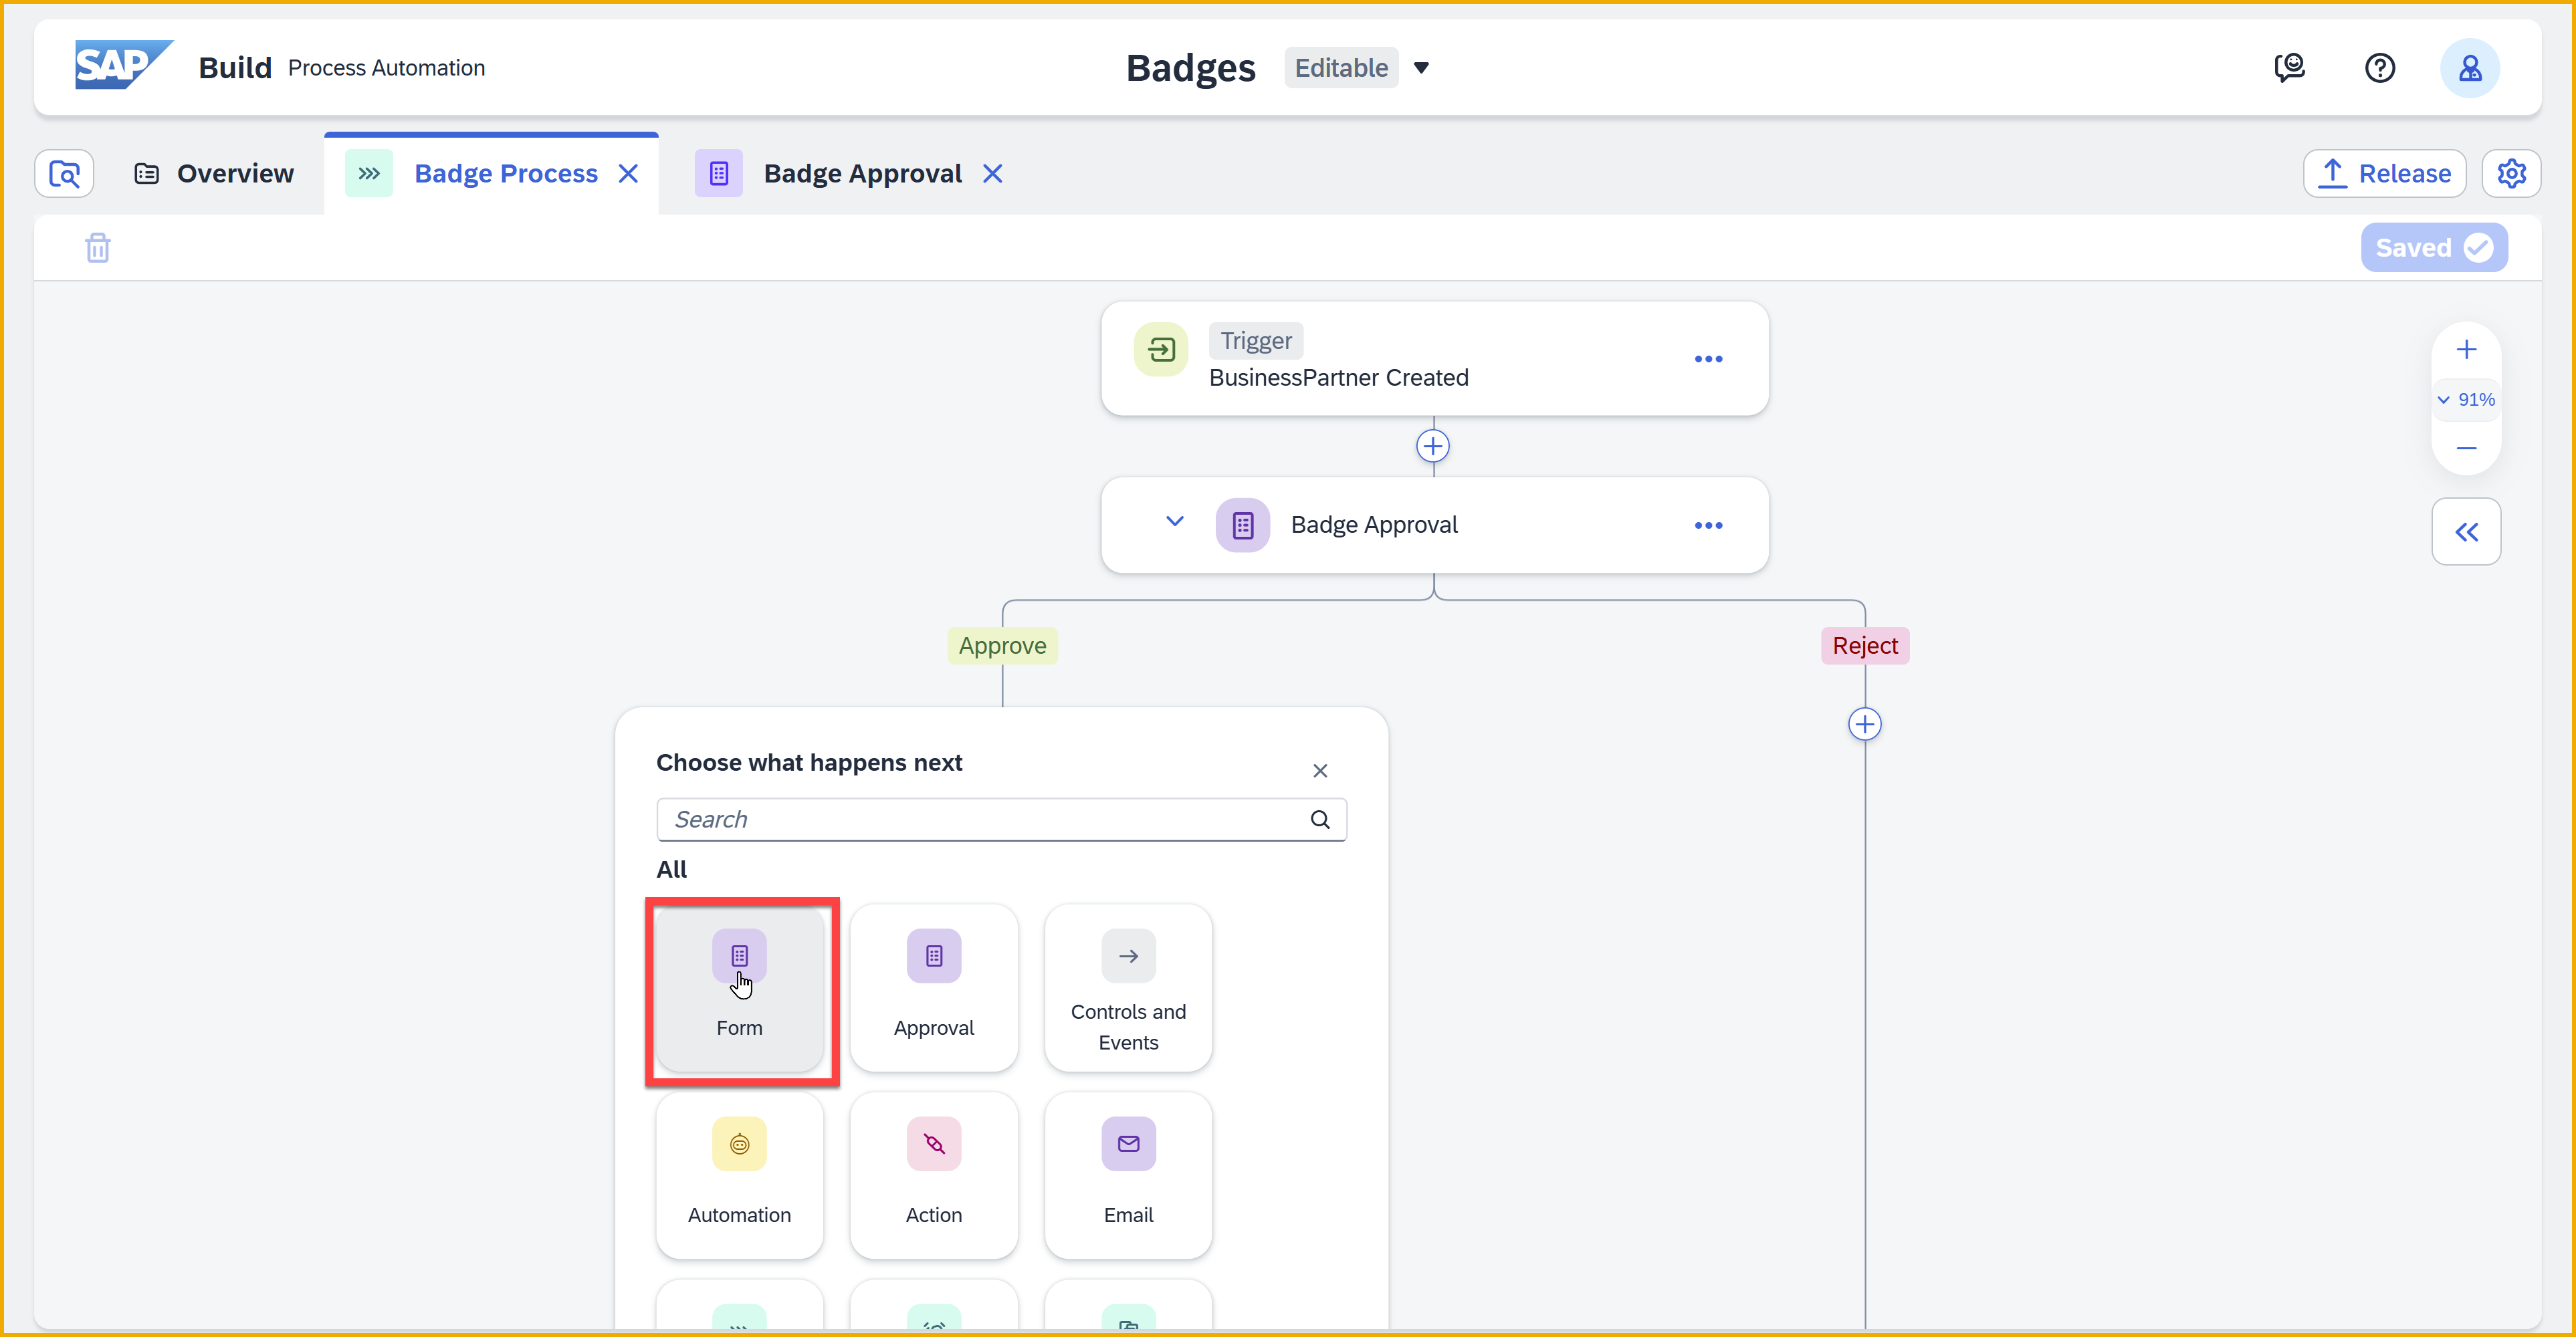 SAP Build Process Automation
Badges Editable
Overview
Badge Process
Badge Approval
Release
Saved
Trigger
BusinessPartner Created
91%
Badge Approval
Approve
Reject
Choose what happens next
Search
All
Form
Approval
Controls and
Events
Automation
Action
Email